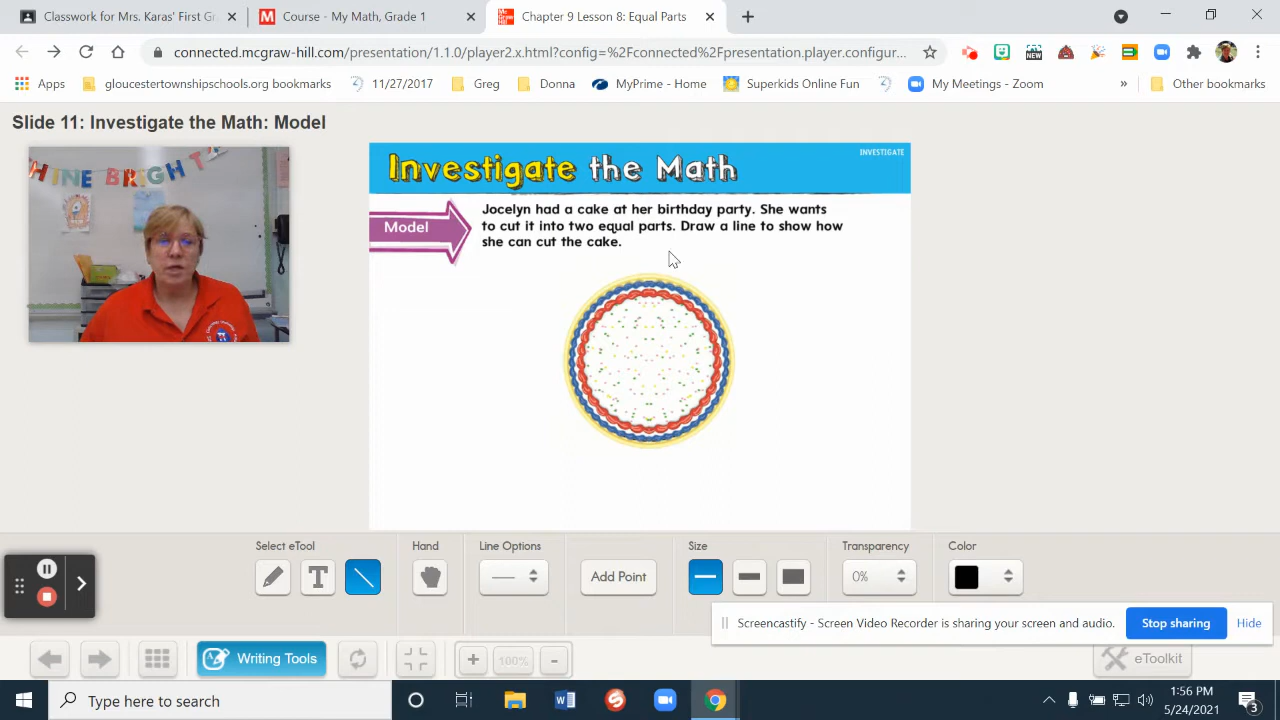 Classwork for Mrs. Karas' First Gr
Course - My Math, Grade 1
Chapter 9 Lesson 8: Equal Parts
connected.mcgraw-hill.com/presentation/1.1.0/player2.x.html?config=%2Fconnected%2Fpresentation.player.configur...
Apps
gloucestertownshipschools.org bookmarks
11/27/2017
Greg
Donna
MyPrime - Home
Superkids Online Fun
My Meetings - Zoom
»
Other bookmarks
Slide 11: Investigate the Math: Model
HINE BRIGHT
Investigate the Math
INVESTIGATE
Model
Jocelyn had a cake at her birthday party. She wants
to cut it into two equal parts. Draw a line to show how
she can cut the cake.
Select eTool
Hand
Line Options
Size
Transparency
Color
T
Add Point
0%
Screencastify - Screen Video Recorder is sharing your screen and audio.
Stop sharing
Hide
Writing Tools
100%
eToolkit
Type here to search
1:56 PM
5/24/2021
3